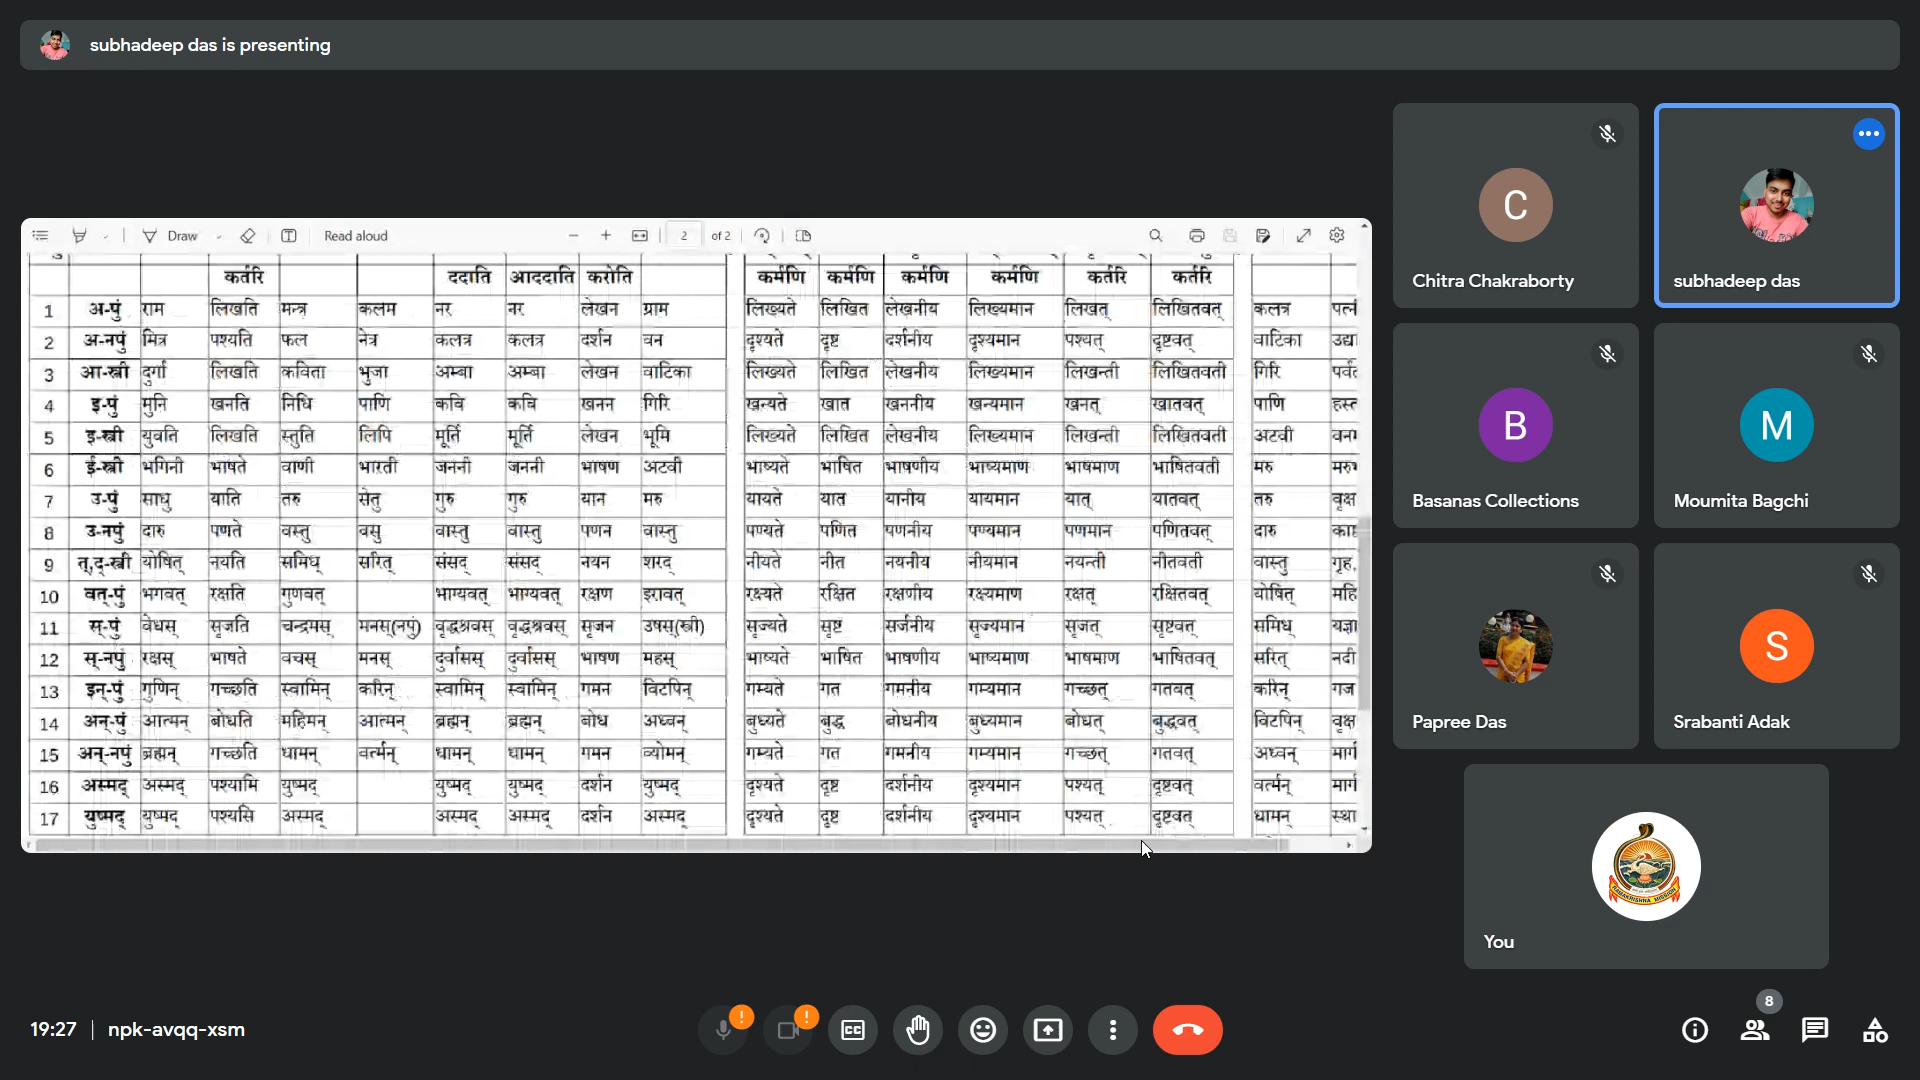 subhadeep das is presenting
Draw Read aloud 2 of 2
कर्तरि ददाति आददाति करोति कर्मणि कर्मणि कर्मणि कर्मणि कर्तरि कर्तरि
1 अ-पुं राम लिखति मन्त्र कलम नर नर लेखन ग्राम लिख्यते लिखित लेखनीय लिख्यमान लिखत् लिखितवत् कलत्र
2 अ-नपुं मित्र पश्यति फल नेत्र कलत्र कलत्र दर्शन वन दृश्यते दृष्ट दर्शनीय दृश्यमान पश्यत् दृष्टवत् वाटिका
3 आ-स्त्री दुर्गा लिखति कविता भुजा अम्बा अम्बा लेखन वाटिका लिख्यते लिखित लेखनीय लिख्यमान लिखन्ती लिखितवती गिरि
4 इ-पुं मुनि खनति निधि पाणि कवि कवि खनन गिरि खन्यते खात खननीय खन्यमान खनत् खातवत् पाणि
5 इ-स्त्री युवति लिखति स्तुति लिपि मूर्ति मूर्ति लेखन भूमि लिख्यते लिखित लेखनीय लिख्यमान लिखन्ती लिखितवती अटवी
6 ई-स्त्री भगिनी भाषते वाणी भारती जननी जननी भाषण अटवी भाष्यते भाषित भाषणीय भाष्यमाण भाषमाण भाषितवती मरु
7 उ-पुं साधु याति तरु सेतु गुरु गुरु यान मरु यायते यात यानीय यायमान यात् यातवत् तरु वृक्ष
8 उ-नपुं दारु पणते वस्तु वसु वास्तु वास्तु पणन वास्तु पण्यते पणित पणनीय पण्यमान पणमान पणितवत् दारु
9 त्,द्-स्त्री योषित् नयति समिध् सरित् संसद् संसद् नयन शरद् नीयते नीत नयनीय नीयमान नयन्ती नीतवती वास्तु गृह,
10 वत्-पुं भगवत् रक्षति गुणवत् भाग्यवत् भाग्यवत् रक्षण इरावत् रक्ष्यते रक्षित रक्षणीय रक्ष्यमाण रक्षत् रक्षितवत् योषित्
11 स्-पुं वेधस् सृजति चन्द्रमस् मनस्(नपुं) वृद्धश्रवस् वृद्धश्रवस् सृजन उषस्(स्त्री) सृज्यते सृष्ट सर्जनीय सृज्यमान सृजत् सृष्टवत् समिध्
12 स्-नपुं रक्षस् भाषते वचस् मनस् दुर्वासस् दुर्वासस् भाषण महस् भाष्यते भाषित भाषणीय भाष्यमाण भाषमाण भाषितवत् सरित् नदी
13 इन्-पुं गुणिन् गच्छति स्वामिन् करिन् स्वामिन् स्वामिन् गमन विटपिन् गम्यते गत गमनीय गम्यमान गच्छत् गतवत् करिन् गज
14 अन्-पुं आत्मन् बोधति महिमन् आत्मन् ब्रह्मन् ब्रह्मन् बोध अध्वन् बुध्यते बुद्ध बोधनीय बुध्यमान बोधत् बुद्धवत् विटपिन् वृक्ष
15 अन्-नपुं ब्रह्मन् गच्छति धामन् वर्त्मन् धामन् धामन् गमन व्योमन् गम्यते गत गमनीय गम्यमान गच्छत् गतवत् अध्वन्
16 अस्मद् अस्मद् पश्यामि युष्मद् युष्मद् युष्मद् दर्शन युष्मद् दृश्यते दृष्ट दर्शनीय दृश्यमान पश्यत् दृष्टवत् वर्त्मन्
17 युष्मद् युष्मद् पश्यसि अस्मद् अस्मद् अस्मद् दर्शन अस्मद् दृश्यते दृष्ट दर्शनीय दृश्यमान पश्यत् दृष्टवत् धामन्
C
Chitra Chakraborty
subhadeep das
B
Basanas Collections
M
Moumita Bagchi
Papree Das
S
Srabanti Adak
RAMAKRISHNA MISSION
You
19:27 | npk-avqq-xsm
8